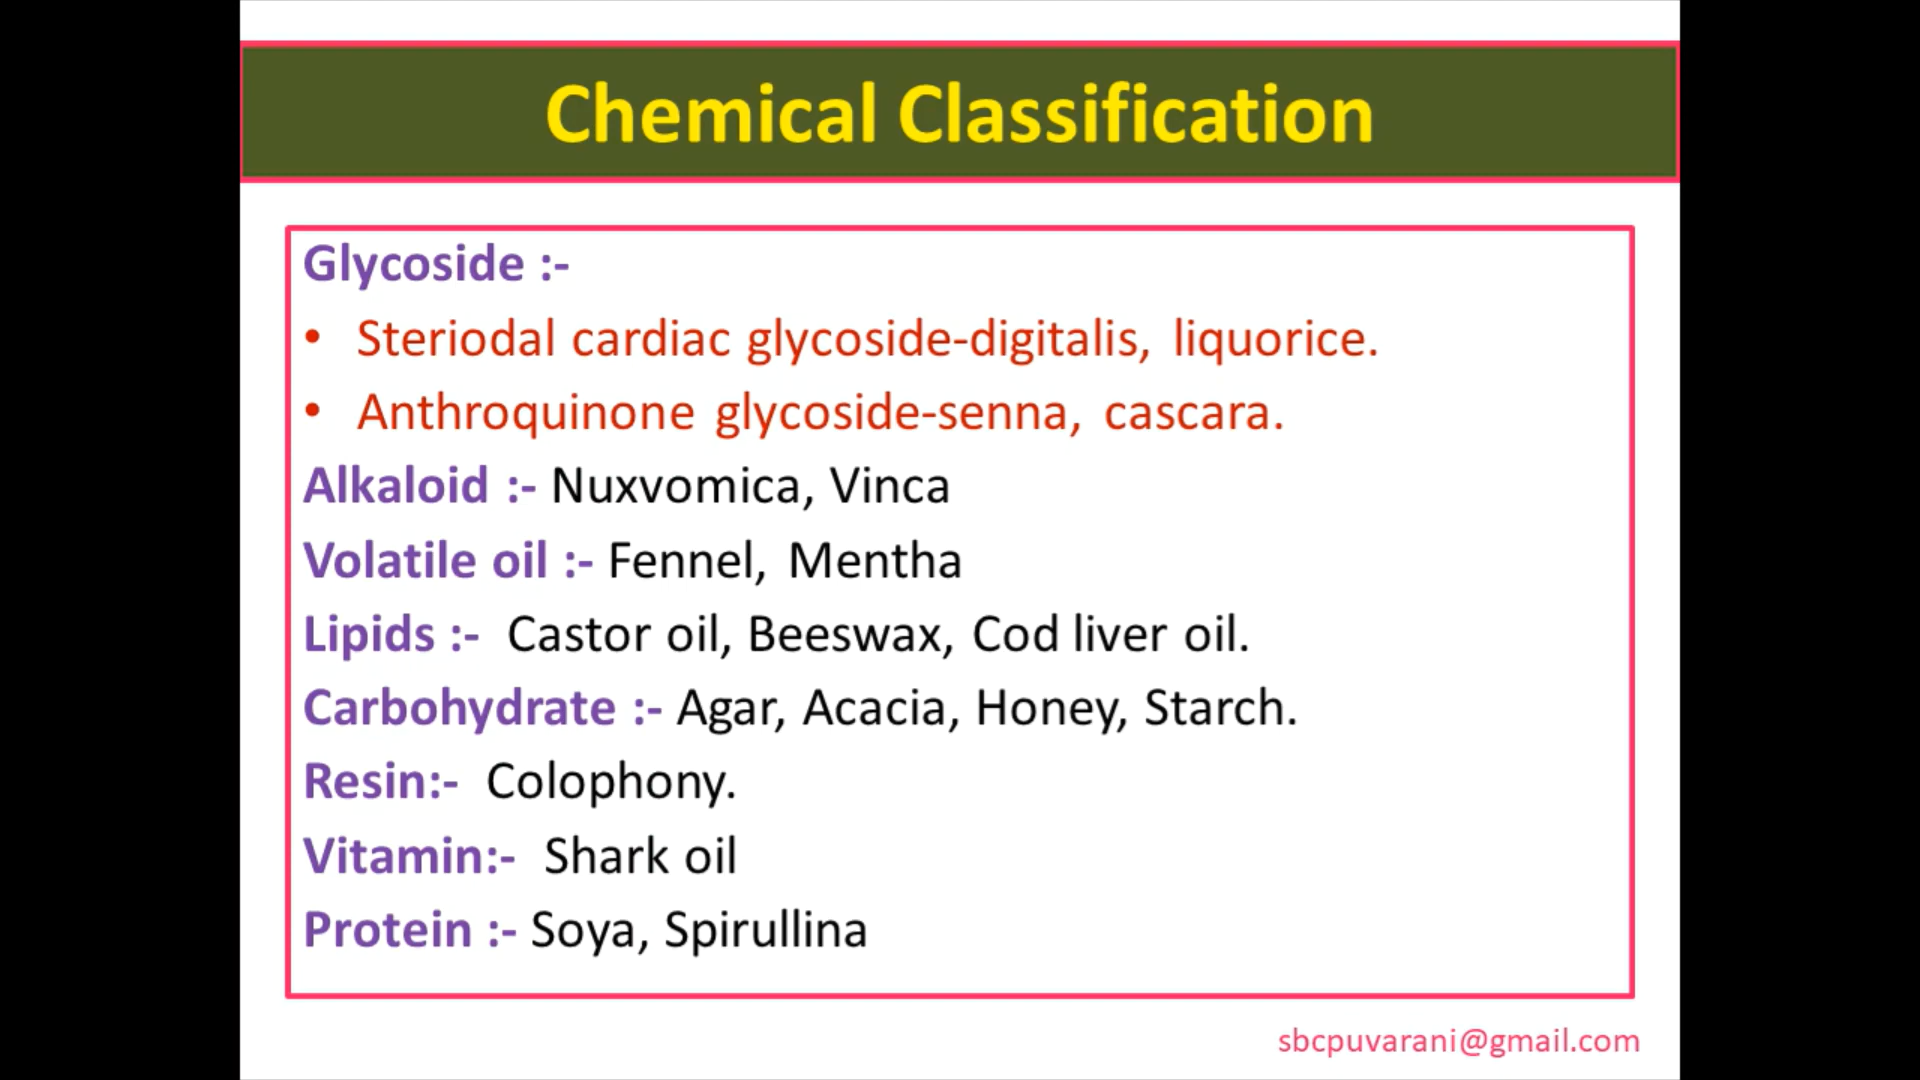 Chemical Classification
Glycoside :-
• Steriodal cardiac glycoside-digitalis, liquorice.
• Anthroquinone glycoside-senna, cascara.
Alkaloid :- Nuxvomica, Vinca
Volatile oil :- Fennel, Mentha
Lipids :- Castor oil, Beeswax, Cod liver oil.
Carbohydrate :- Agar, Acacia, Honey, Starch.
Resin:- Colophony.
Vitamin:- Shark oil
Protein :- Soya, Spirullina
sbcpuvarani@gmail.com